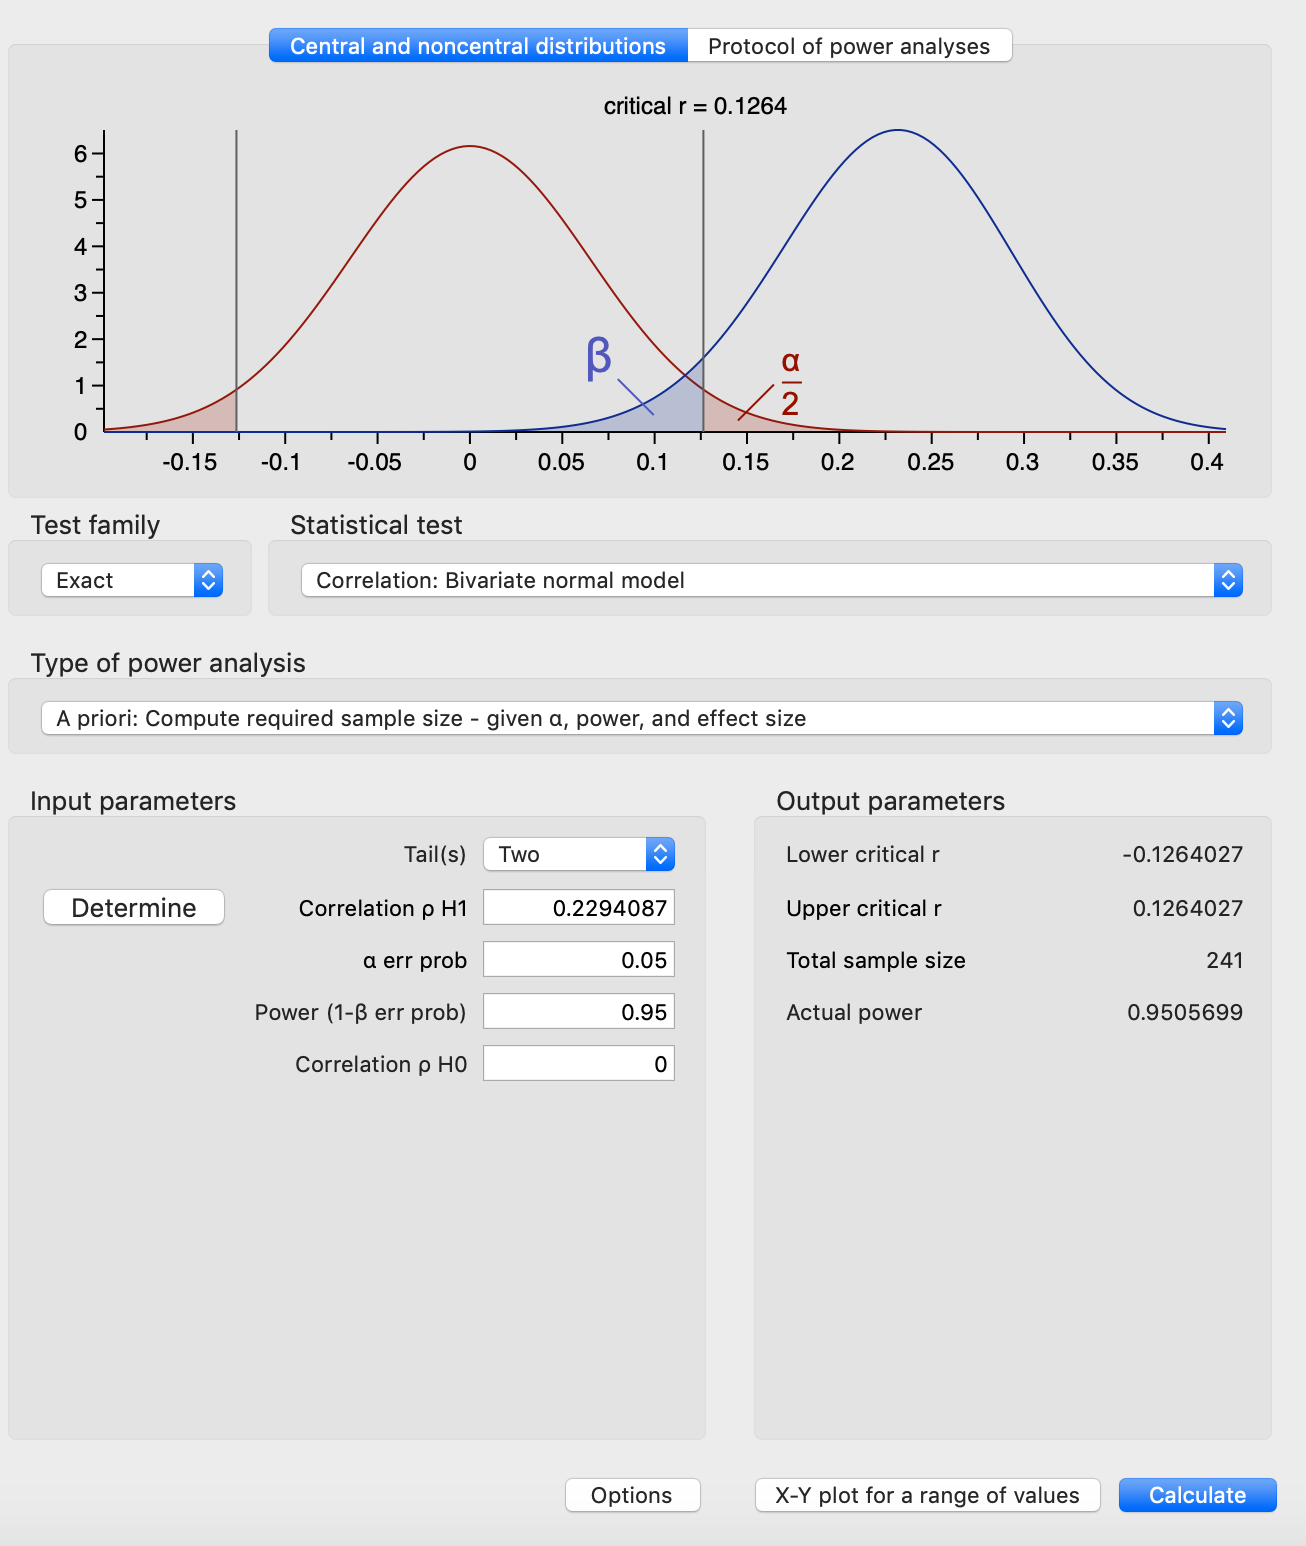 Central and noncentral distributions Protocol of power analyses
critical r = 0.1264
6
5
4
3
2
1
0
β
α
2
-0.15 -0.1 -0.05 0 0.05 0.1 0.15 0.2 0.25 0.3 0.35 0.4
Test family Statistical test
Exact Correlation: Bivariate normal model
Type of power analysis
A priori: Compute required sample size - given α, power, and effect size
Input parameters Output parameters
Tail(s) Two Lower critical r -0.1264027
Determine Correlation ρ H1 0.2294087 Upper critical r 0.1264027
α err prob 0.05 Total sample size 241
Power (1-β err prob) 0.95 Actual power 0.9505699
Correlation ρ H0 0
Options X-Y plot for a range of values Calculate